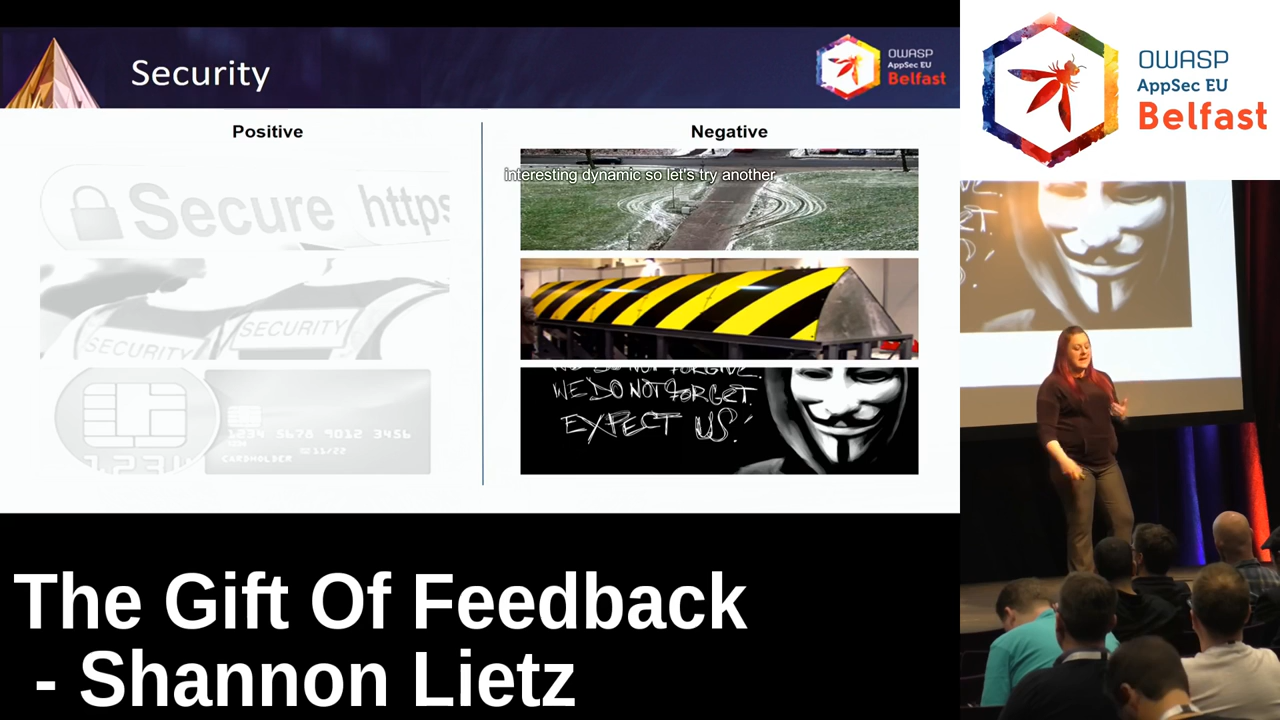 Security
OWASP
AppSec EU
Belfast
OWASP
AppSec EU
Belfast
Positive
Negative
interesting dynamic so let's try another
Secure https
SECURITY
SECURITY
WE DO NOT FORGIVE.
WE DO NOT FORGET.
EXPECT US!
1234 5678 9012 3456
CARDHOLDER
The Gift Of Feedback
- Shannon Lietz